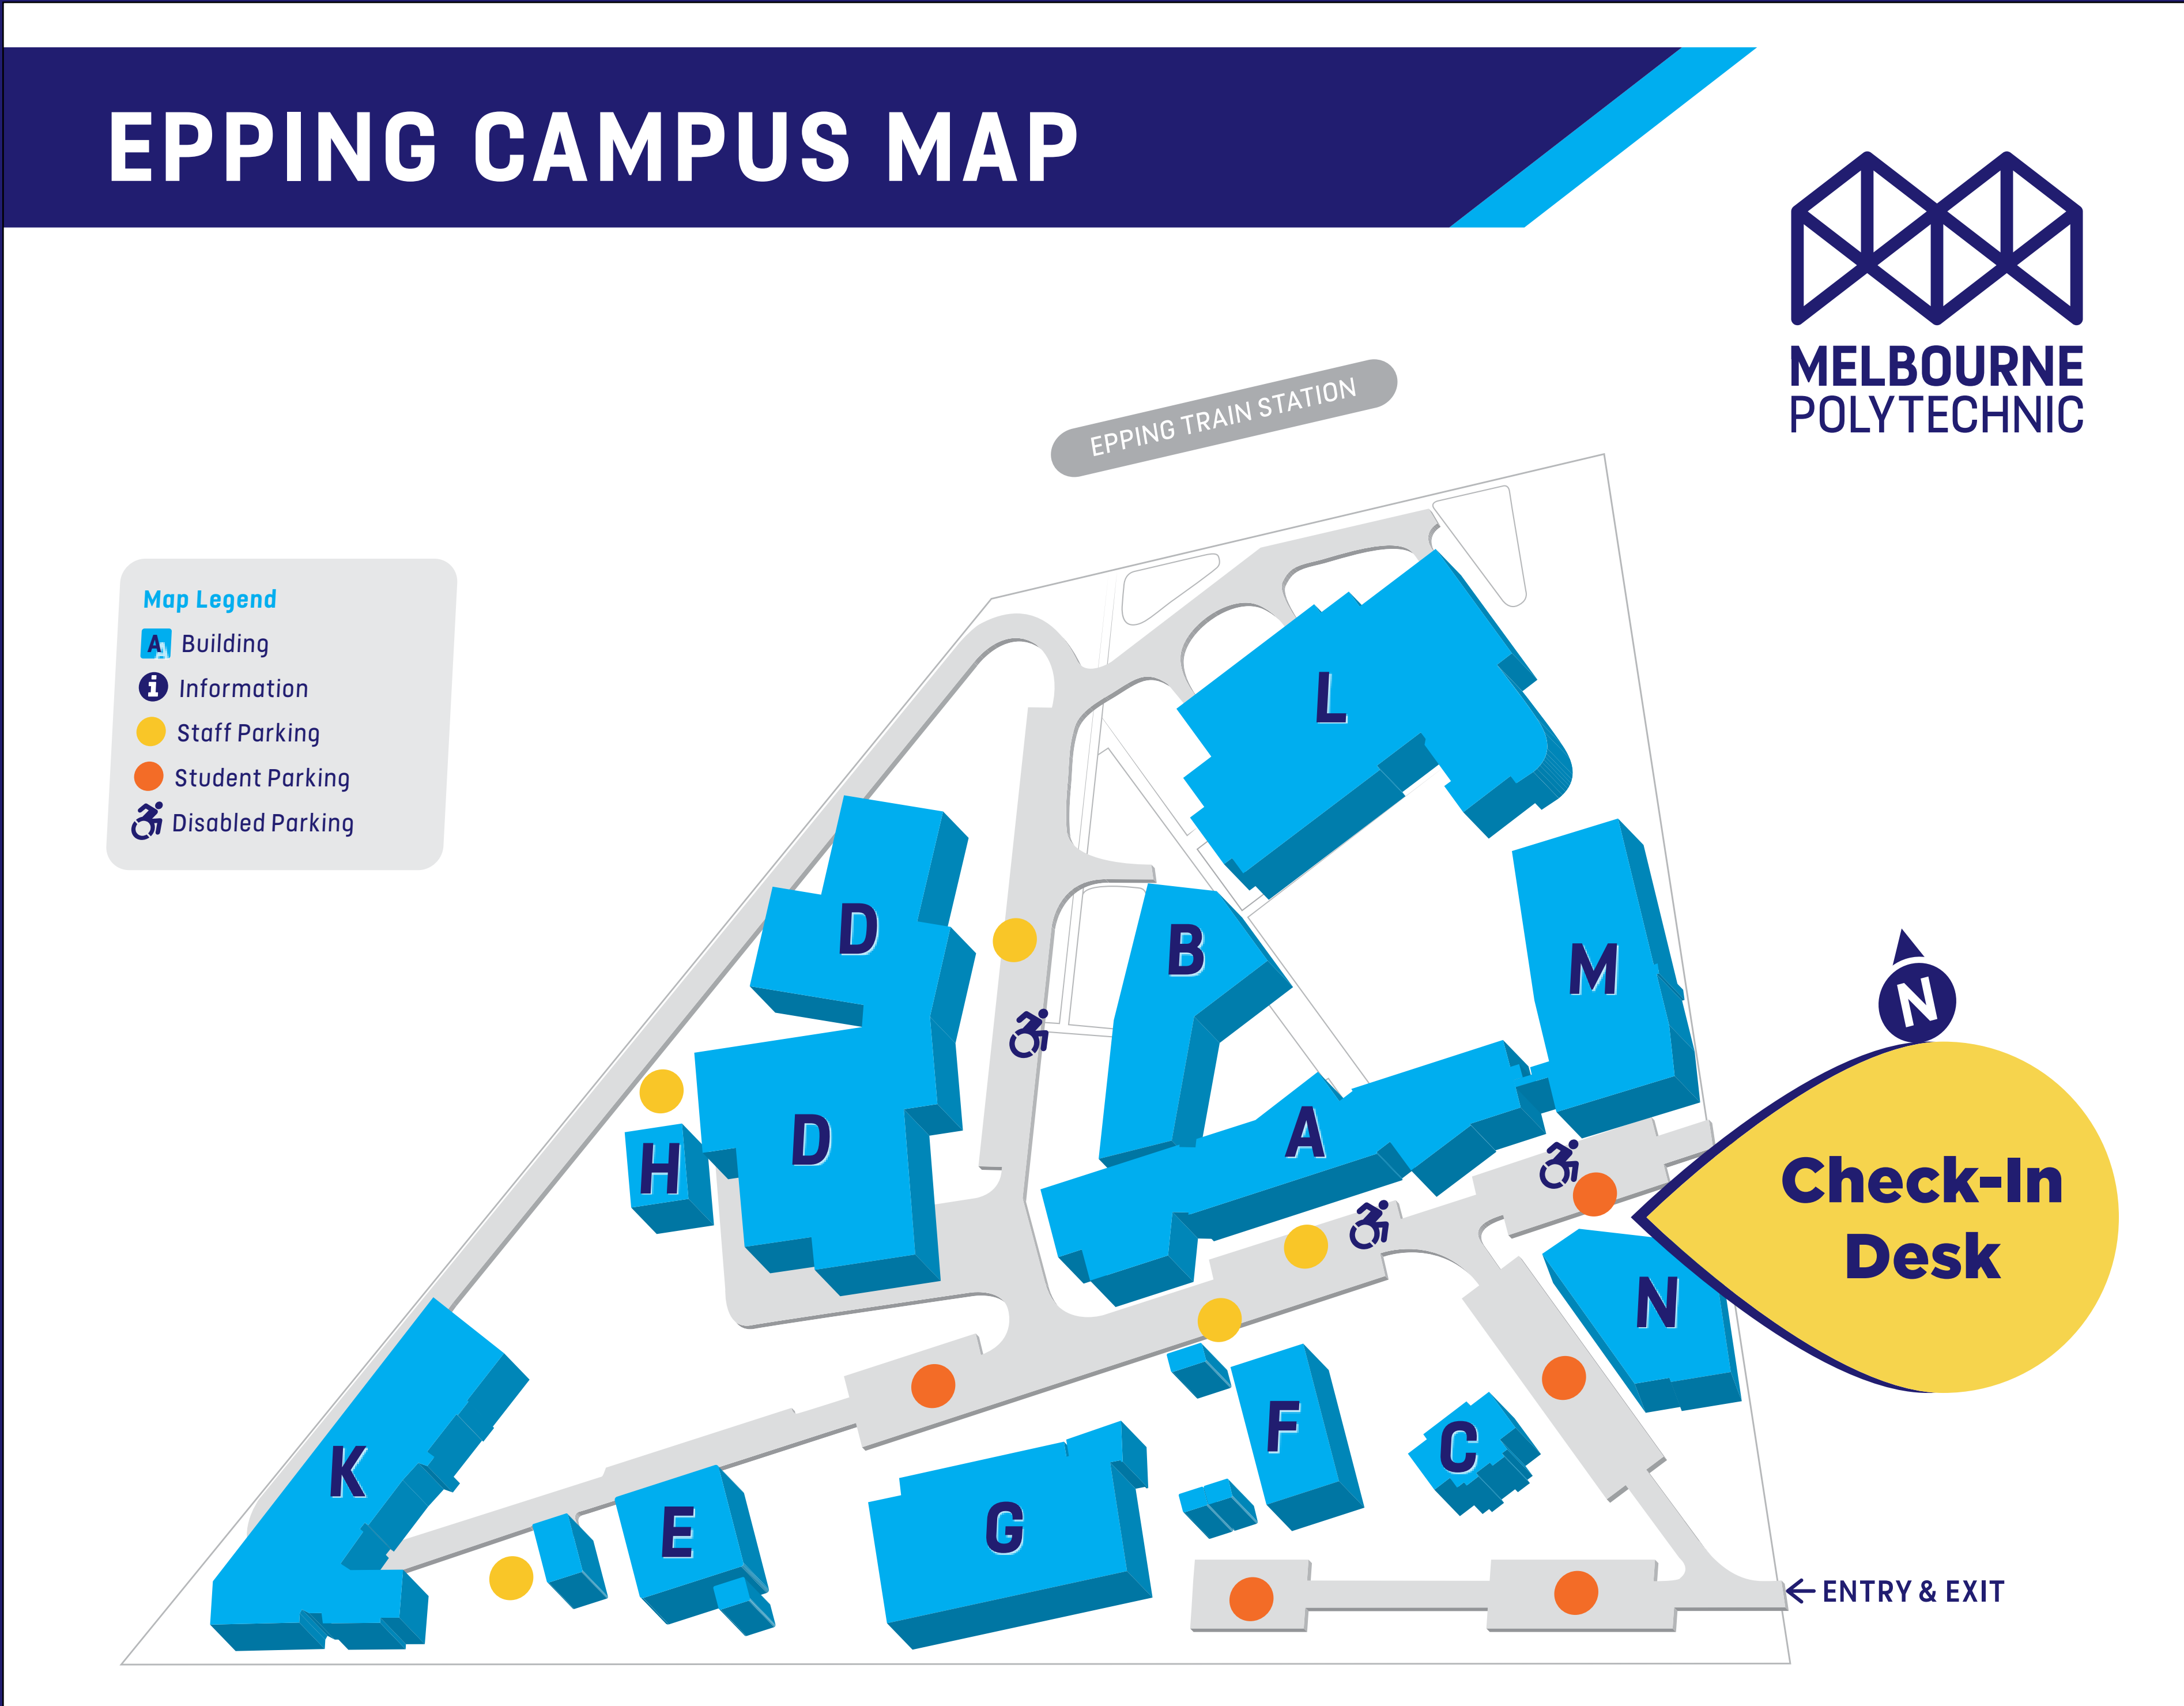 EPPING CAMPUS MAP
MELBOURNE
POLYTECHNIC
EPPING TRAIN STATION
Map Legend
A Building
i Information
Staff Parking
Student Parking
Disabled Parking
L
D
B
M
N
A
D
H
Check-In
Desk
N
K
F
C
E
G
ENTRY & EXIT